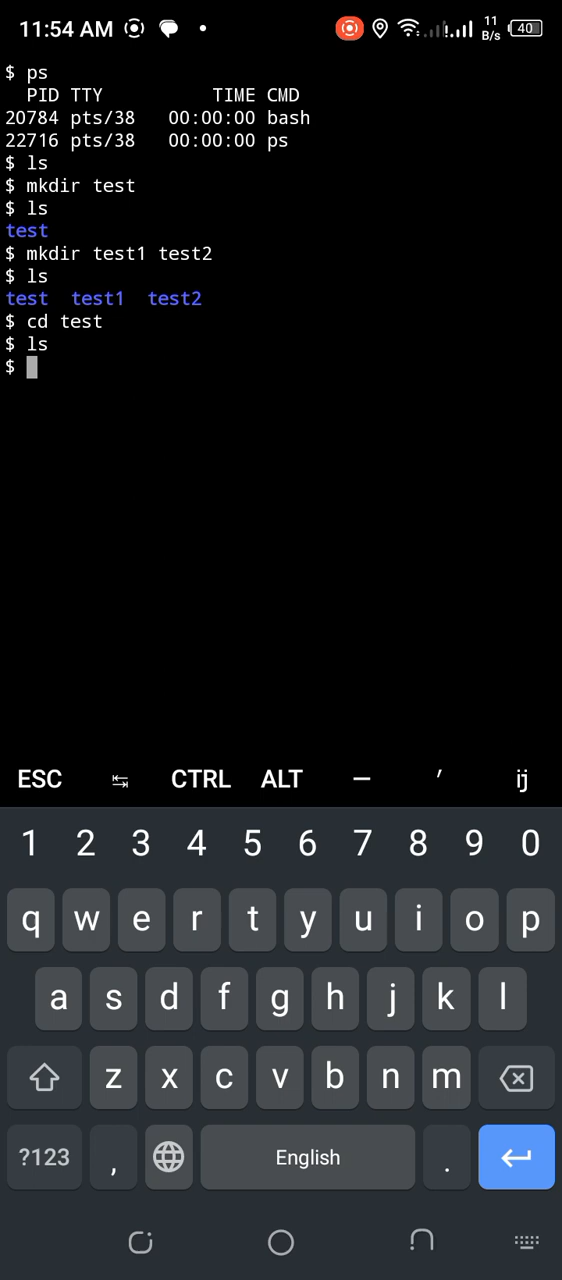 11:54 AM 11 B/s 40
$ ps
PID TTY TIME CMD
20784 pts/38 00:00:00 bash
22716 pts/38 00:00:00 ps
$ ls
$ mkdir test
$ ls
test
$ mkdir test1 test2
$ ls
test test1 test2
$ cd test
$ ls
$
ESC ↹ CTRL ALT — ′ ij
1 2 3 4 5 6 7 8 9 0
q w e r t y u i o p
a s d f g h j k l
z x c v b n m
?123 , English .